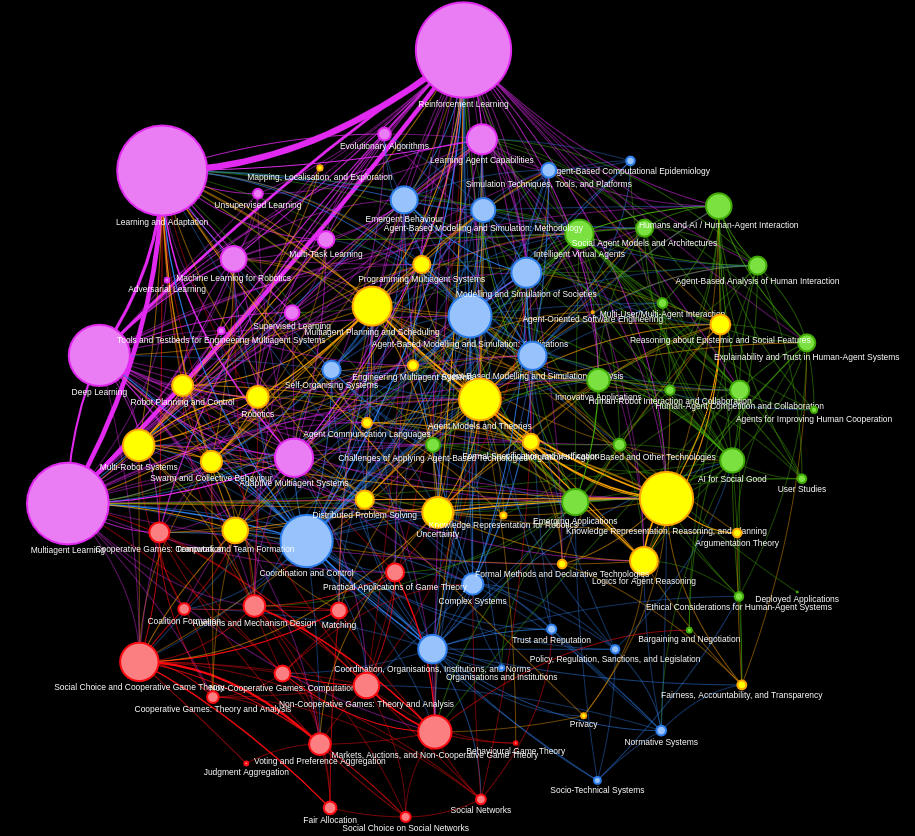 Reinforcement Learning
Evolutionary Algorithms
Learning Agent Capabilities
Mapping, Localisation, and Exploration
gent-Based Computational Epidemiology
Simulation Techniques, Tools, and Platforms
Unsupervised Learning
Learning and Adaptation
Emergent Behaviour
Agent-Based Modelling and Simulation: Methodology
Humans and AI / Human-Agent Interaction
Social Agent Models and Architectures
Multi-Task Learning
Intelligent Virtual Agents
Machine Learning for Robotics
Programming Multiagent Systems
Agent-Based Analysis of Human Interaction
Adversarial Learning
Modelling and Simulation of Societies
Multi-User/Multi-Agent Interaction
Agent-Oriented Software Engineering
Supervised Learning
Multiagent Planning and Scheduling
Tools and Testbeds for Engineering Multiagent Systems
Reasoning about Epistemic and Social Features
Agent-Based Modelling and Simulation: Applications
Explainability and Trust in Human-Agent Systems
Engineering Multiagent Systems
Agent-Based Modelling and Simulation: Analysis
Self-Organising Systems
Deep Learning
Innovative Applications
Robot Planning and Control
Human-Robot Interaction and Collaboration
Human-Agent Competition and Collaboration
Robotics
Agents for Improving Human Cooperation
Agent Models and Theories
Agent Communication Languages
Challenges of Applying Agent-Based Technologies
Agent-Based and Other Technologies
Multi-Robot Systems
Swarm and Collective Behaviour
Adaptive Multiagent Systems
AI for Social Good
User Studies
Distributed Problem Solving
Emerging Applications
Knowledge Representation for Robotics
Knowledge Representation, Reasoning, and Planning
Uncertainty
Argumentation Theory
Multiagent Learning
Cooperative Games: Computation
Teamwork and Team Formation
Coordination and Control
Formal Methods and Declarative Technologies
Logics for Agent Reasoning
Practical Applications of Game Theory
Complex Systems
Deployed Applications
Ethical Considerations for Human-Agent Systems
Coalition Formation
Auctions and Mechanism Design
Matching
Trust and Reputation
Bargaining and Negotiation
Policy, Regulation, Sanctions, and Legislation
Coordination, Organisations, Institutions, and Norms
Organisations and Institutions
Social Choice and Cooperative Game Theory
Non-Cooperative Games: Computation
Fairness, Accountability, and Transparency
Non-Cooperative Games: Theory and Analysis
Cooperative Games: Theory and Analysis
Privacy
Normative Systems
Behavioural Game Theory
Markets, Auctions, and Non-Cooperative Game Theory
Voting and Preference Aggregation
Judgment Aggregation
Socio-Technical Systems
Social Networks
Fair Allocation
Social Choice on Social Networks